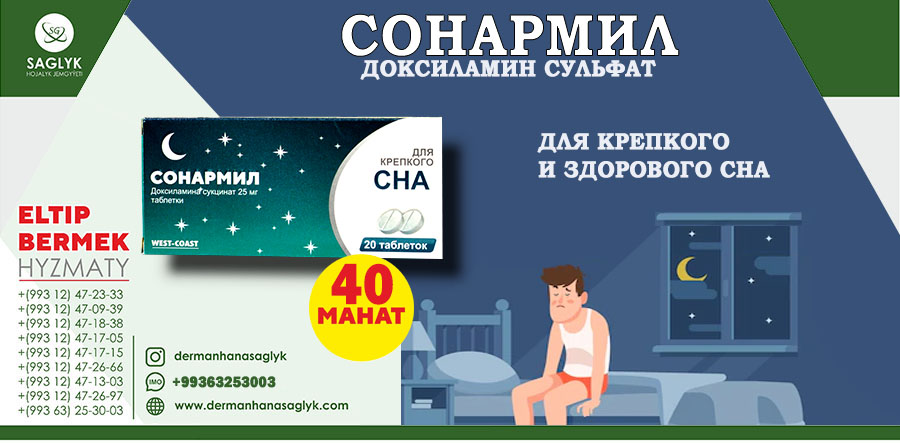 SG
SAGLYK
HOJALYK JEMGYÝETI
СОНАРМИЛ
ДОКСИЛАМИН СУЛЬФАТ
ДЛЯ КРЕПКОГО
И ЗДОРОВОГО СНА
СОНАРМИЛ
Доксиламина сукцинат 25 мг
таблетки
WEST-COAST
ДЛЯ
КРЕПКОГО
СНА
20 таблеток
40
МАНАТ
ELTIP
BERMEK
HYZMATY
+(993 12) 47-23-33
+(993 12) 47-09-39
+(993 12) 47-18-38
+(993 12) 47-17-05
+(993 12) 47-17-15
+(993 12) 47-26-66
+(993 12) 47-13-03
+(993 12) 47-26-97
+(993 63) 25-30-03
dermanhanasaglyk
IMO
+99363253003
www.dermanhanasaglyk.com